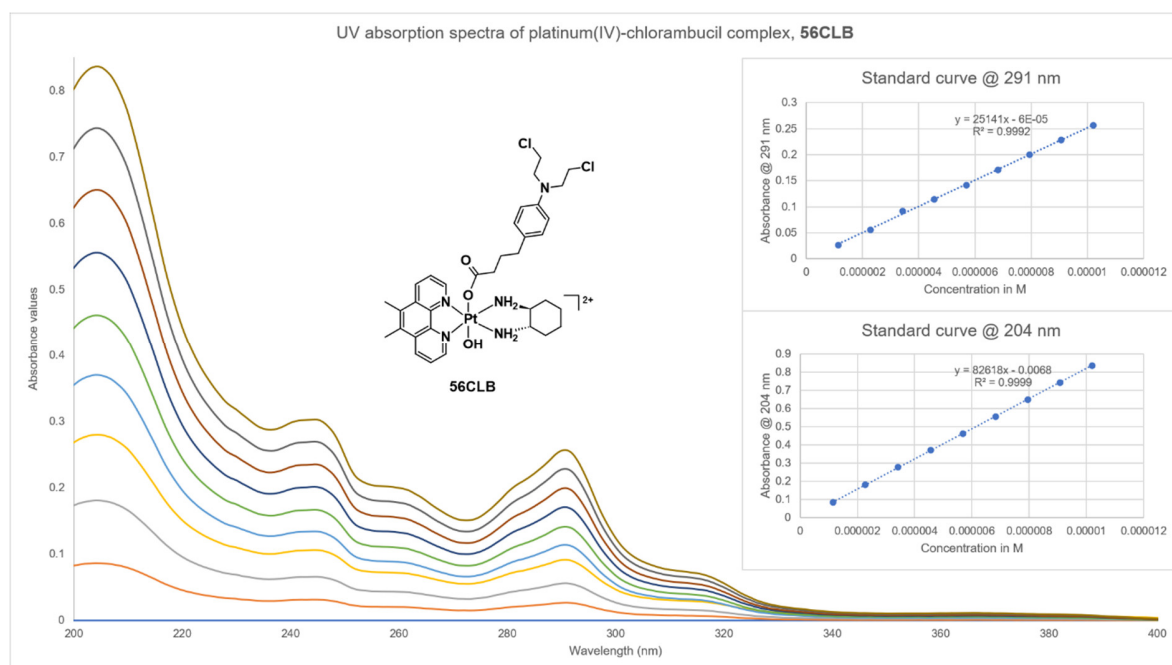 UV absorption spectra of platinum(IV)-chlorambucil complex, 56CLB
Absorbance values
0.8
0.7
0.6
0.5
0.4
0.3
0.2
0.1
0
200 220 240 260 280 300 320 340 360 380 400
Wavelength (nm)
Cl
Cl
N
O
O
N NH2 2+
Pt
N NH2
OH
56CLB
Standard curve @ 291 nm
y = 25141x - 6E-05
R² = 0.9992
Absorbance @ 291 nm
0.3
0.25
0.2
0.15
0.1
0.05
0
0 0.000002 0.000004 0.000006 0.000008 0.00001 0.000012
Concentration in M
Standard curve @ 204 nm
y = 82618x - 0.0068
R² = 0.9999
Absorbance @ 204 nm
0.9
0.8
0.7
0.6
0.5
0.4
0.3
0.2
0.1
0
0 0.000002 0.000004 0.000006 0.000008 0.00001 0.000012
Concentration in M